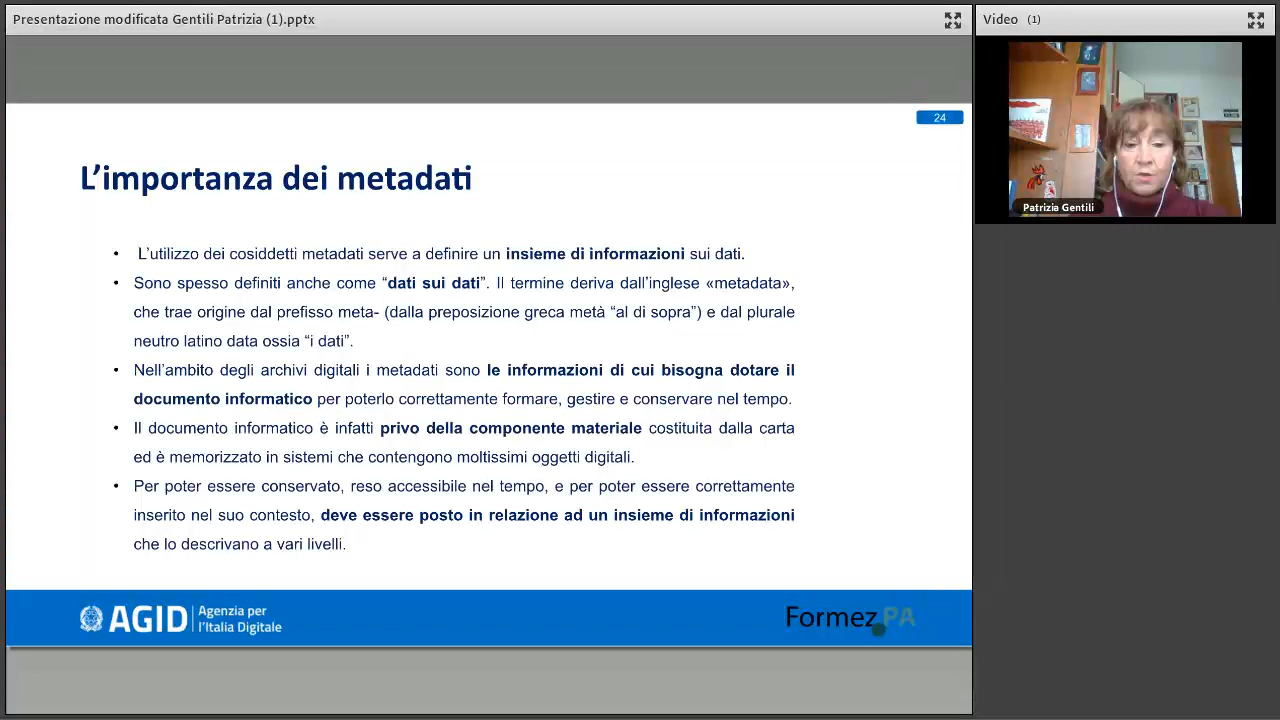 Presentazione modificata Gentili Patrizia (1).pptx
Video (1)
Patrizia Gentili
24
L’importanza dei metadati
• L’utilizzo dei cosiddetti metadati serve a definire un insieme di informazioni sui dati.
• Sono spesso definiti anche come “dati sui dati”. Il termine deriva dall’inglese «metadata»,
che trae origine dal prefisso meta- (dalla preposizione greca metà “al di sopra”) e dal plurale
neutro latino data ossia “i dati”.
• Nell’ambito degli archivi digitali i metadati sono le informazioni di cui bisogna dotare il
documento informatico per poterlo correttamente formare, gestire e conservare nel tempo.
• Il documento informatico è infatti privo della componente materiale costituita dalla carta
ed è memorizzato in sistemi che contengono moltissimi oggetti digitali.
• Per poter essere conservato, reso accessibile nel tempo, e per poter essere correttamente
inserito nel suo contesto, deve essere posto in relazione ad un insieme di informazioni
che lo descrivano a vari livelli.
AGID
Agenzia per
l’Italia Digitale
Formez PA